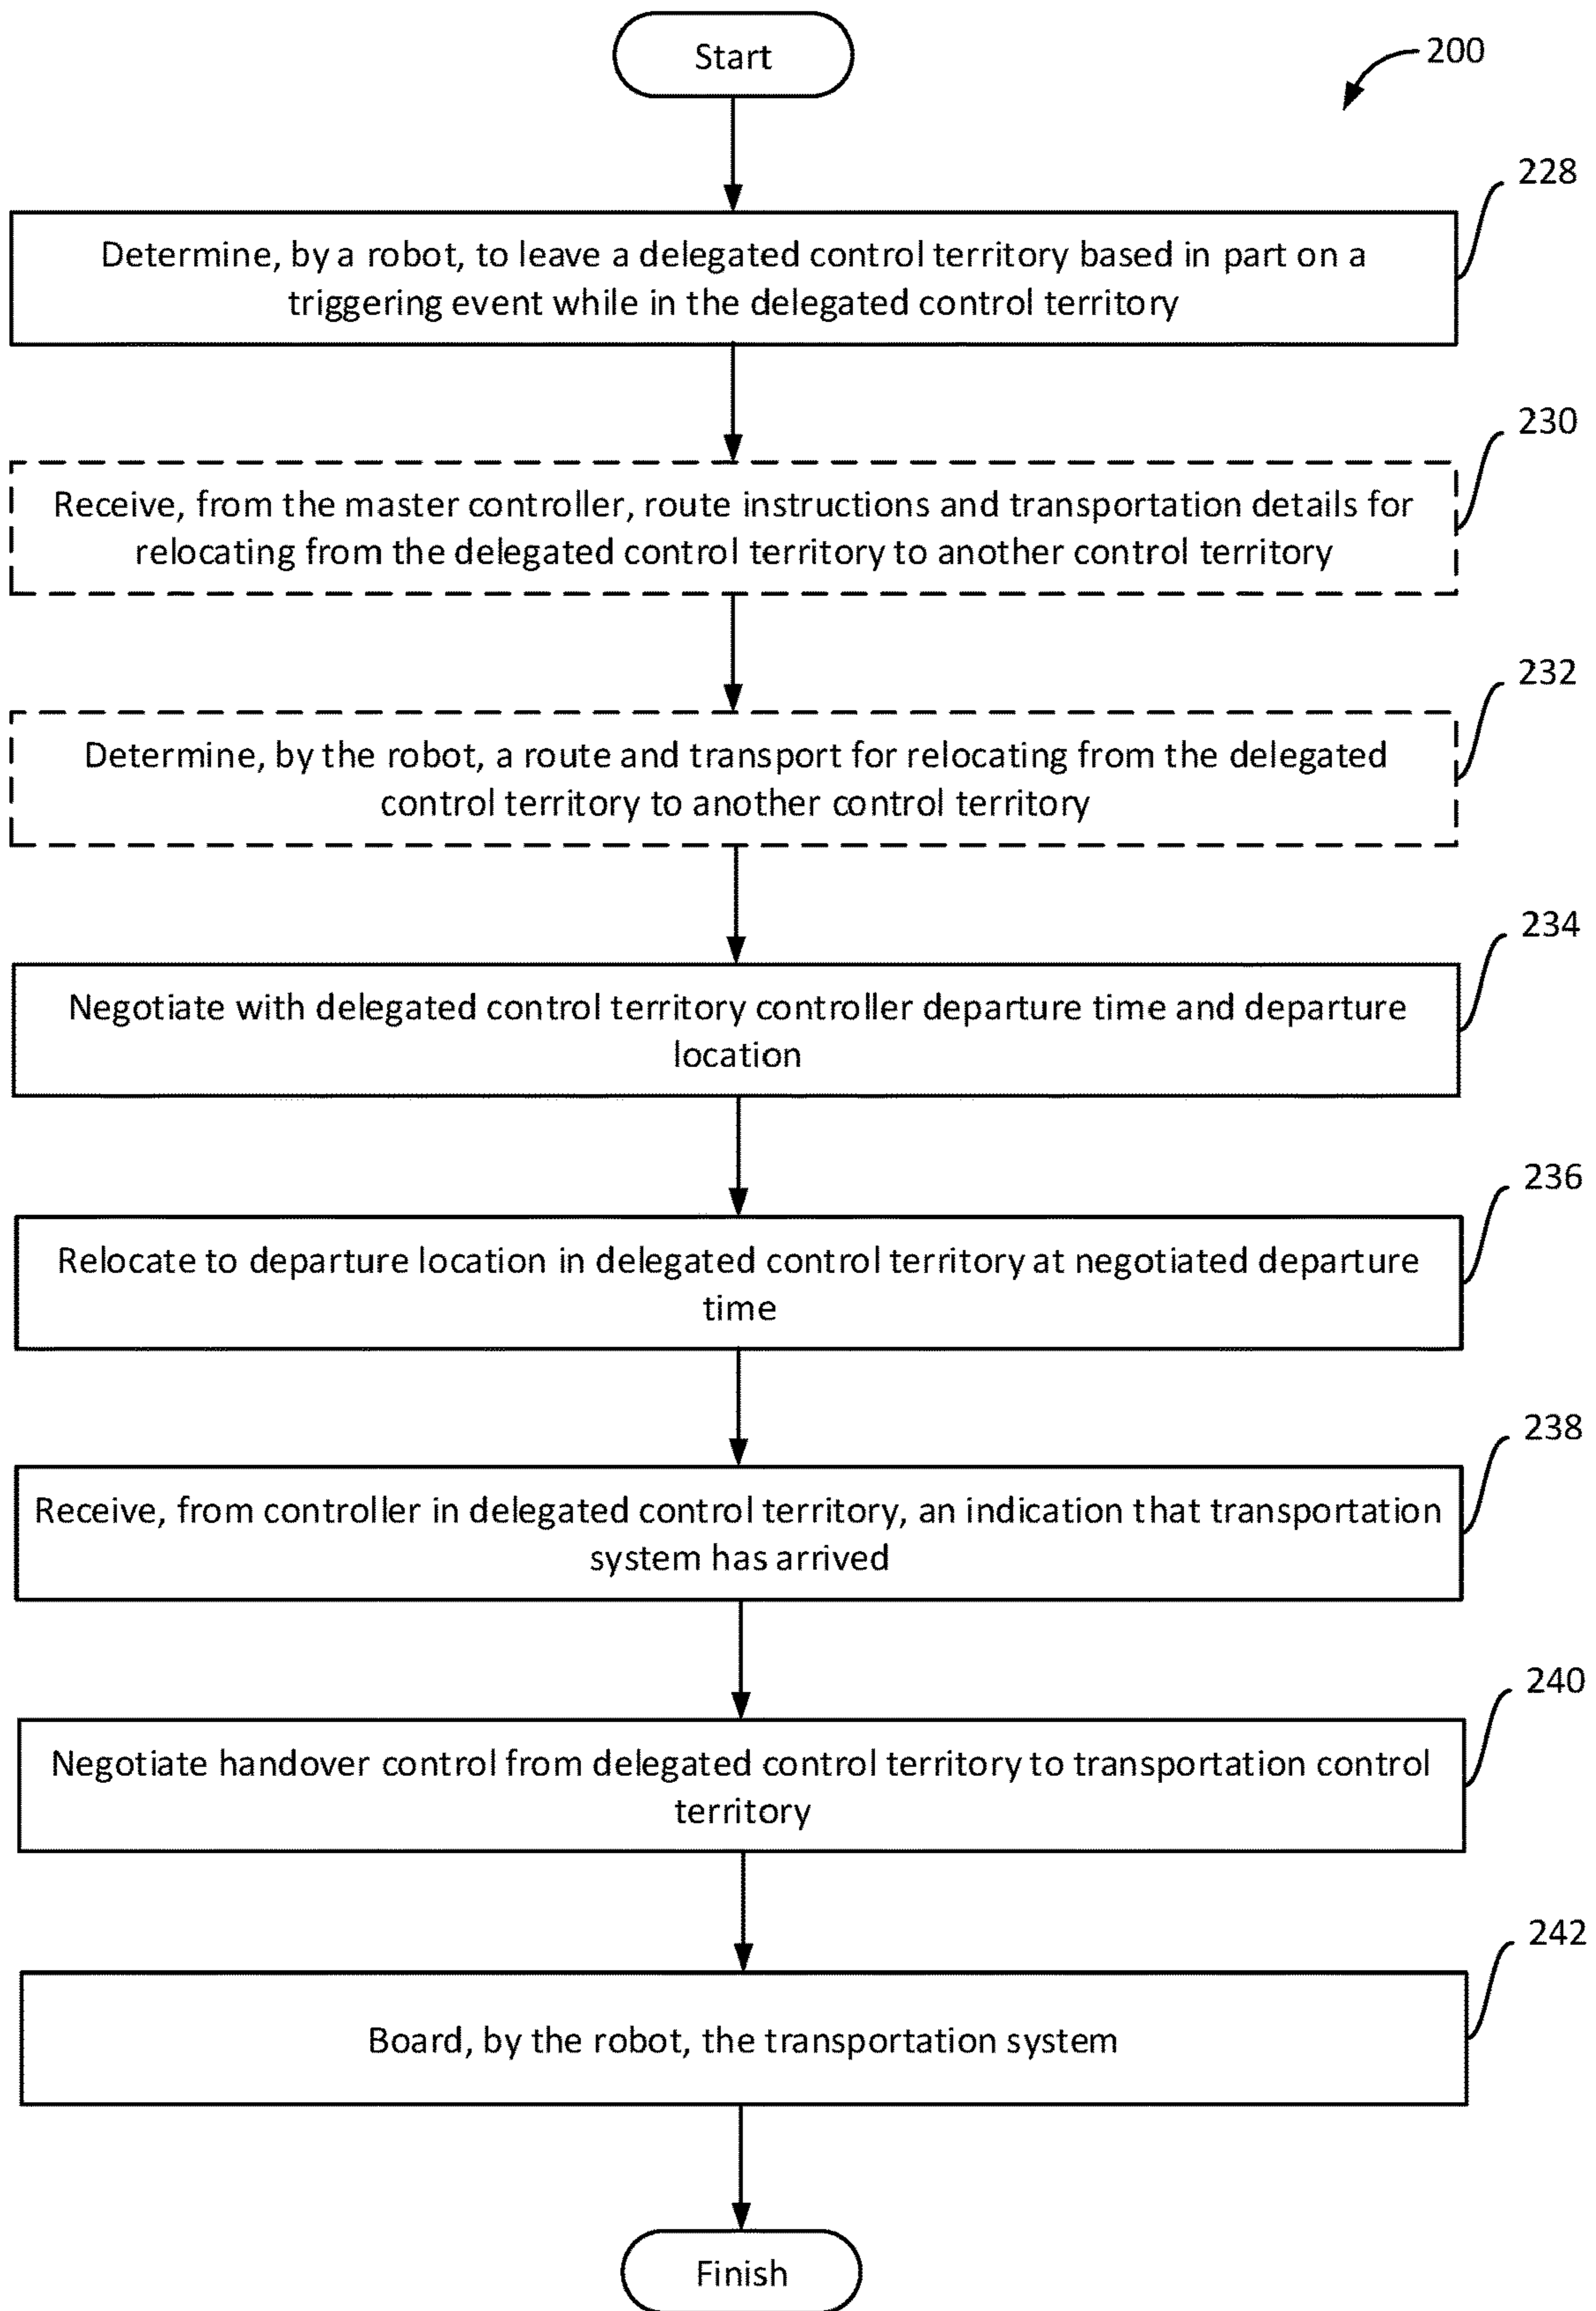 Start
200
228
Determine, by a robot, to leave a delegated control territory based in part on a
triggering event while in the delegated control territory
230
Receive, from the master controller, route instructions and transportation details for
relocating from the delegated control territory to another control territory
232
Determine, by the robot, a route and transport for relocating from the delegated
control territory to another control territory
234
Negotiate with delegated control territory controller departure time and departure
location
236
Relocate to departure location in delegated control territory at negotiated departure
time
238
Receive, from controller in delegated control territory, an indication that transportation
system has arrived
240
Negotiate handover control from delegated control territory to transportation control
territory
242
Board, by the robot, the transportation system
Finish